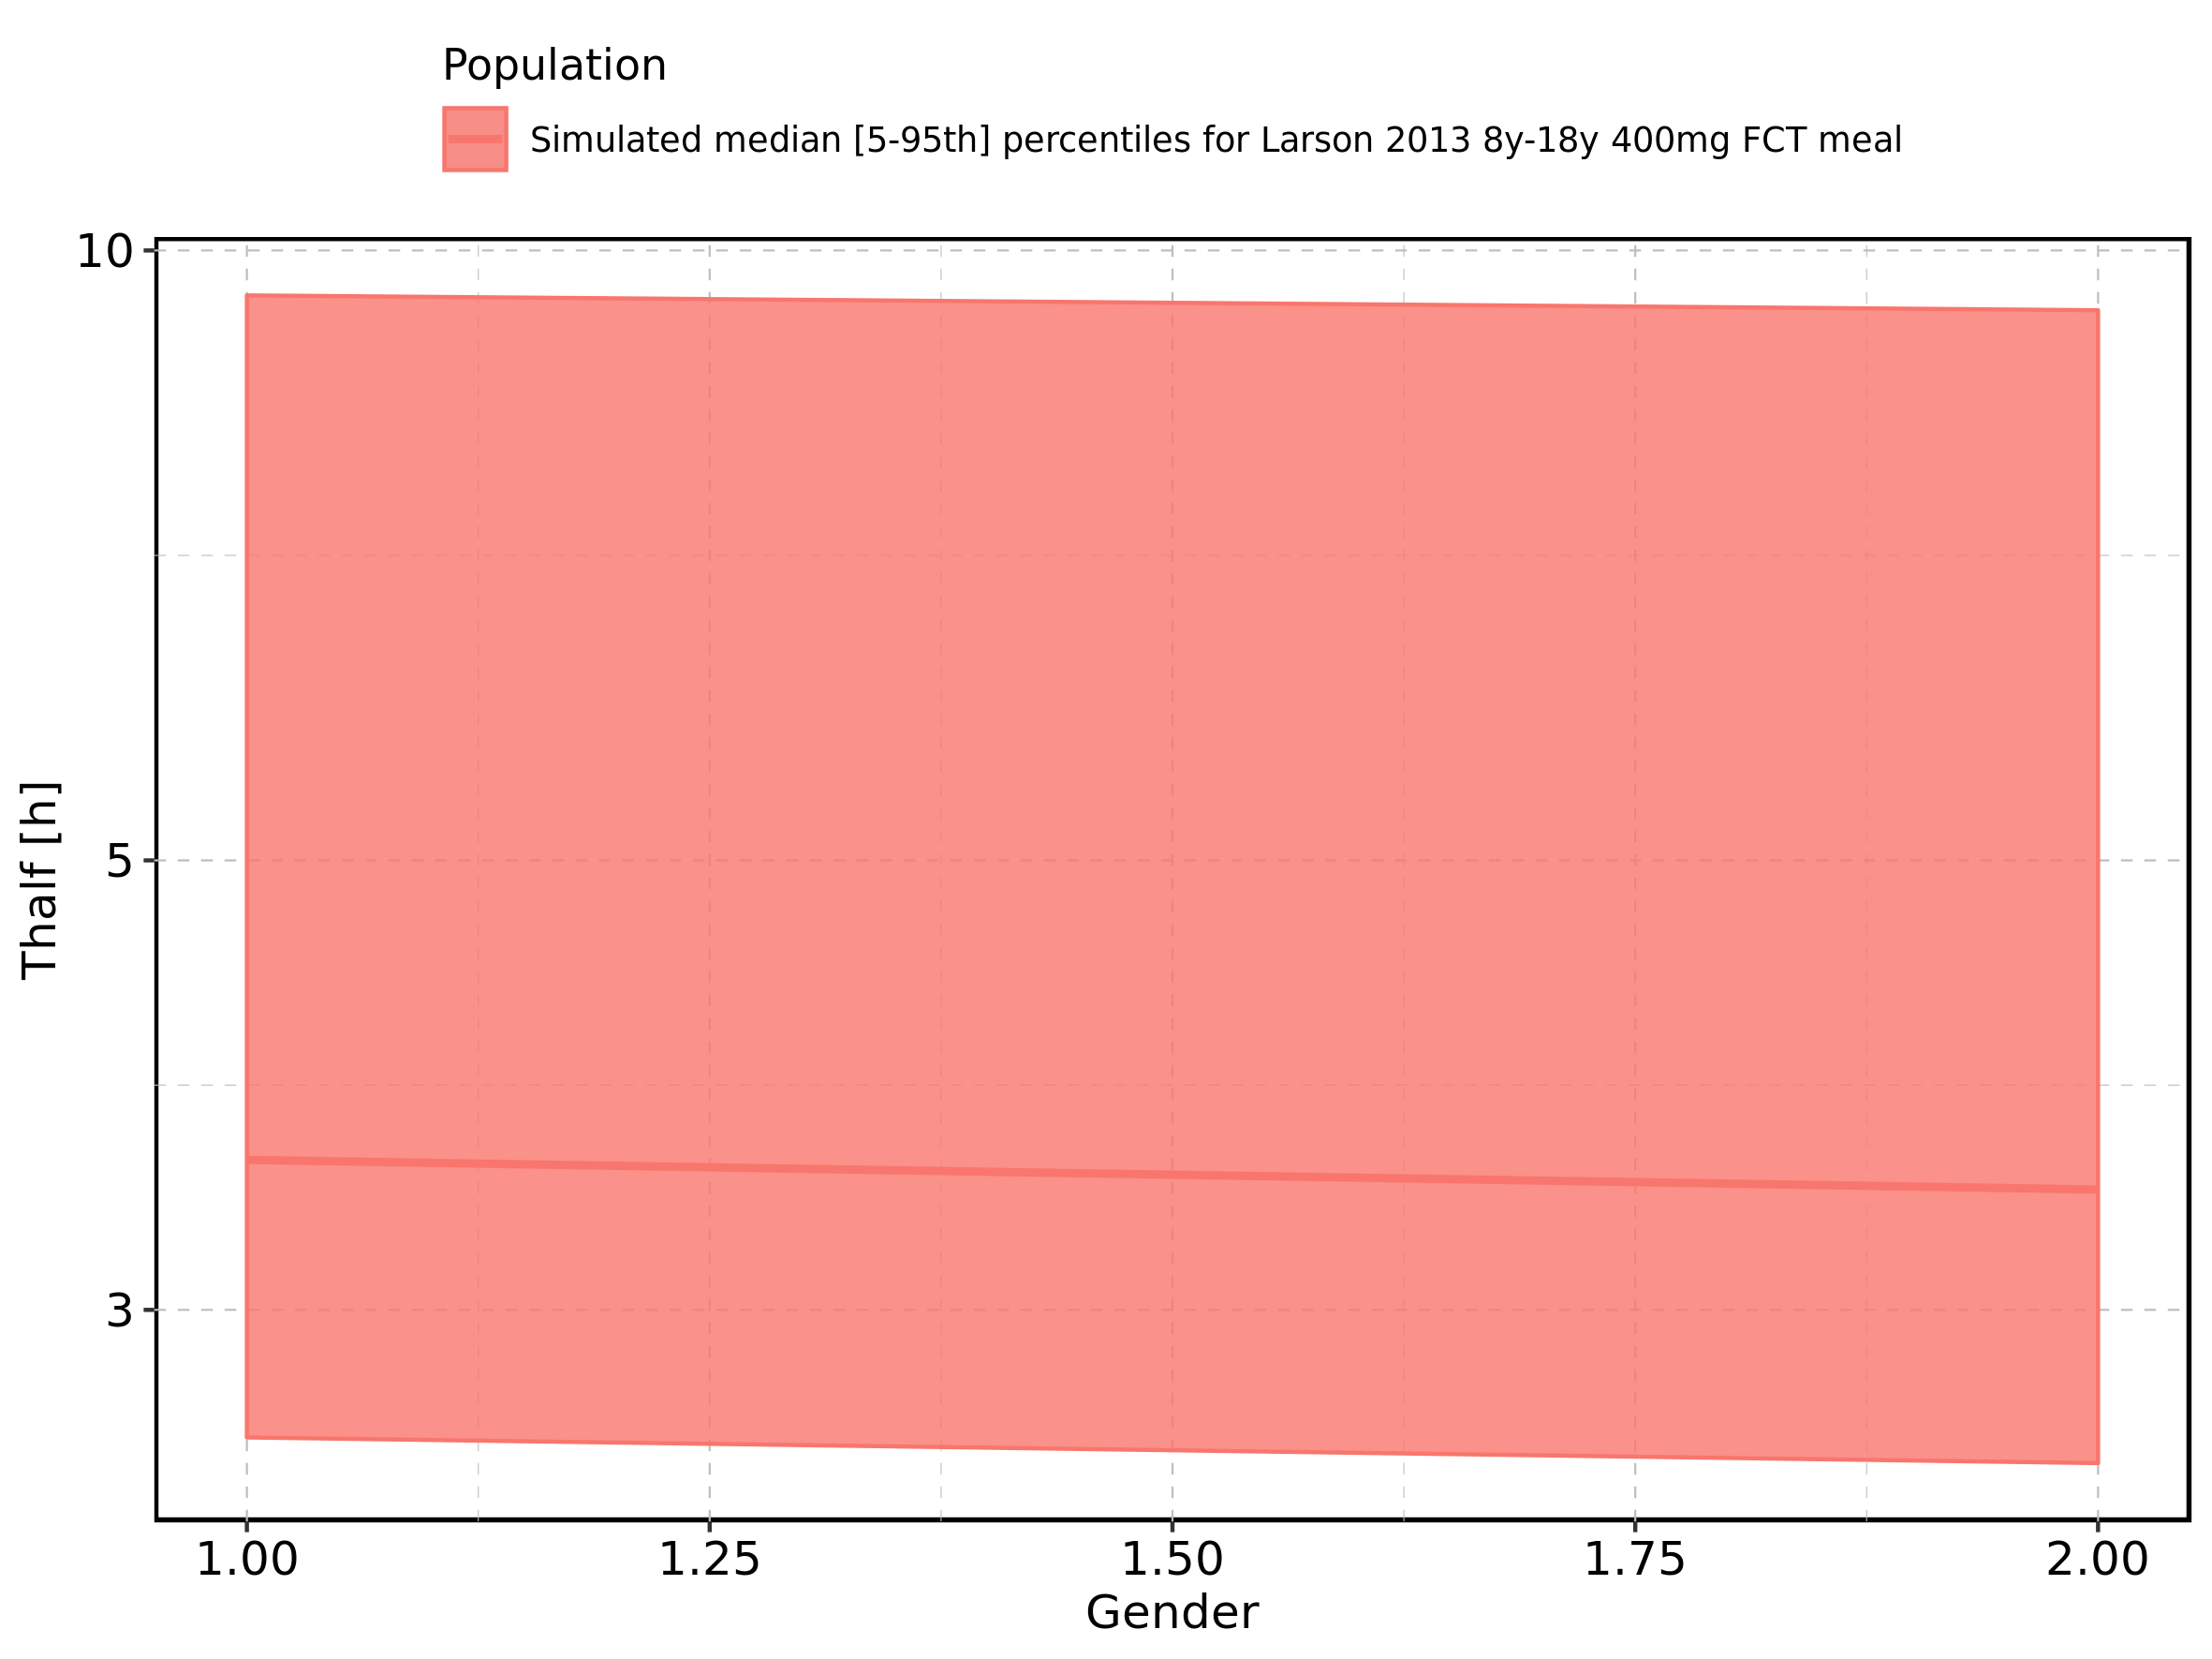 Population
Simulated median [5-95th] percentiles for Larson 2013 8y-18y 400mg FCT meal
10
5
3
Thalf [h]
1.00 1.25 1.50 1.75 2.00
Gender